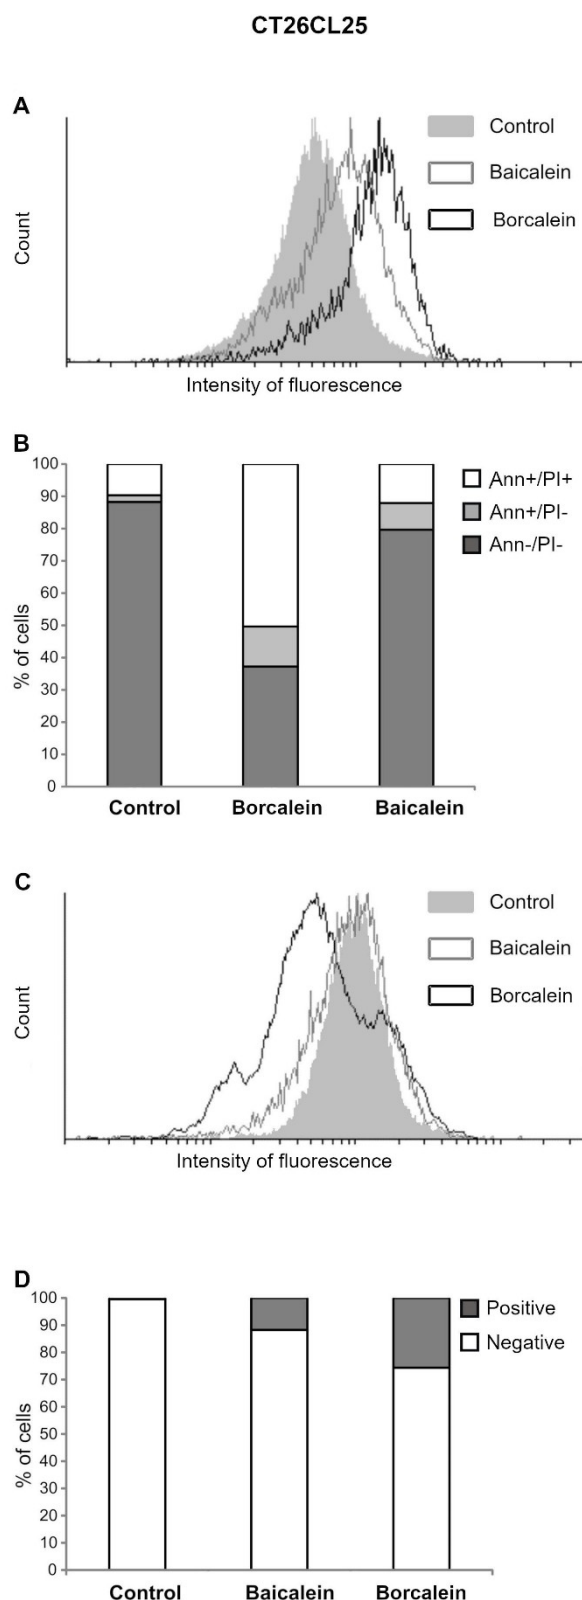 CT26CL25
A
Control
Baicalein
Borcalein
Count
Intensity of fluorescence
B
100
90
80
70
60
50
40
30
20
10
0
% of cells
Ann+/PI+
Ann+/PI-
Ann-/PI-
Control
Borcalein
Baicalein
C
Control
Baicalein
Borcalein
Count
Intensity of fluorescence
D
100
90
80
70
60
50
40
30
20
10
0
% of cells
Positive
Negative
Control
Baicalein
Borcalein